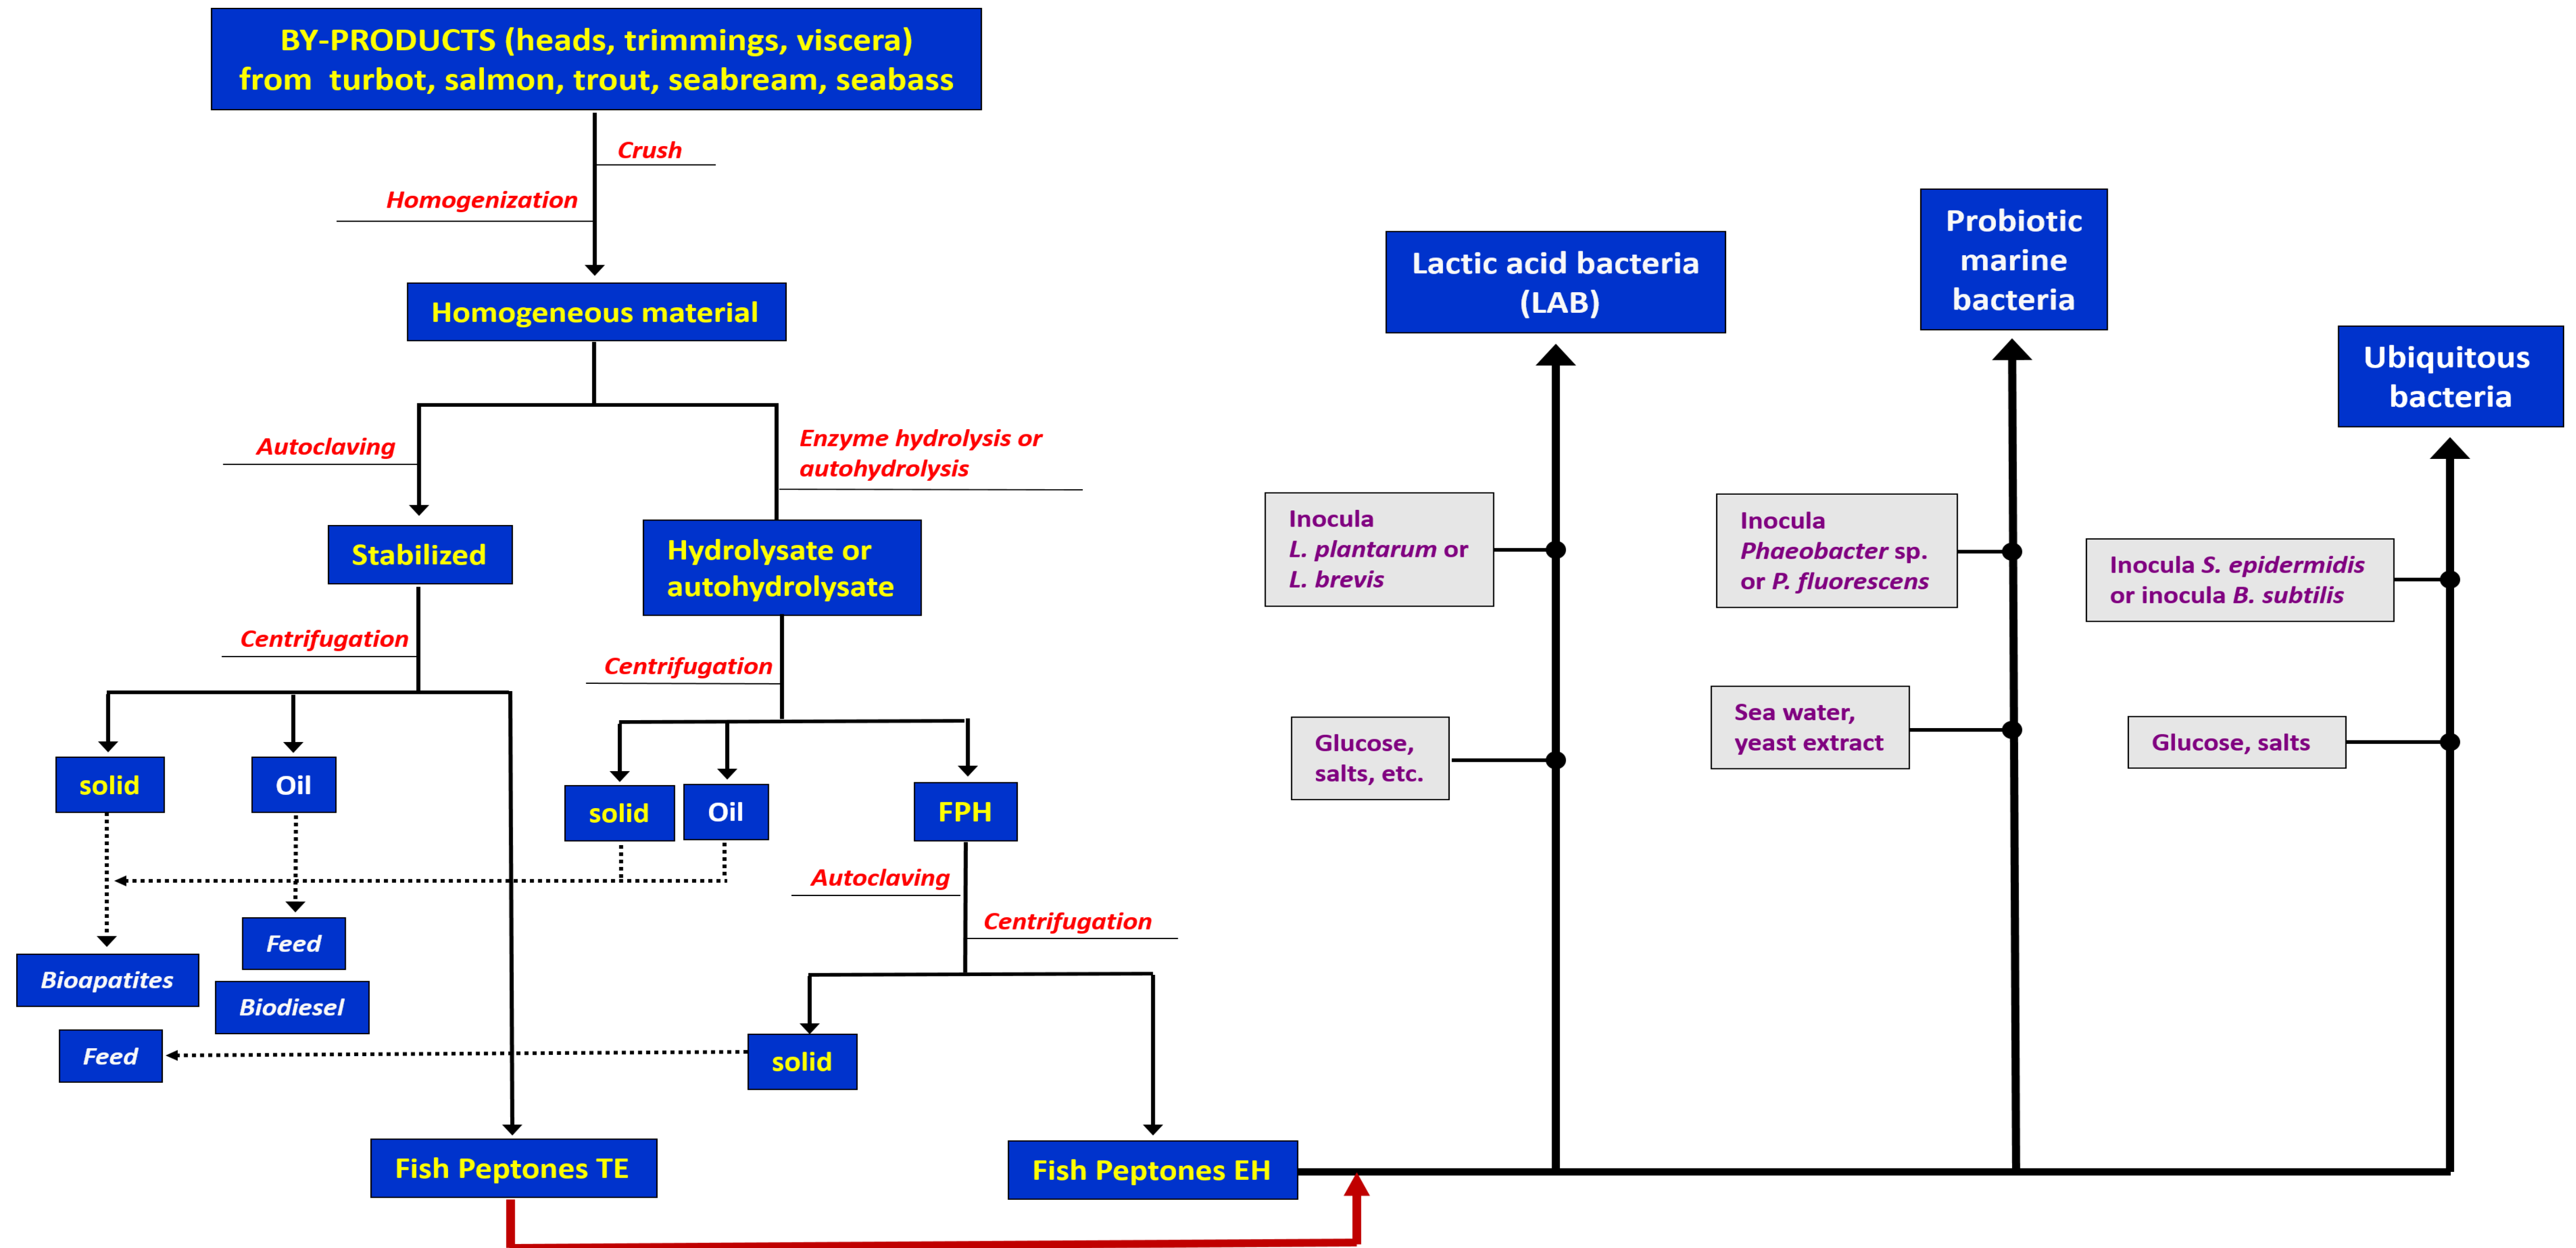 BY-PRODUCTS (heads, trimmings, viscera)
from turbot, salmon, trout, seabream, seabass
Crush
Homogenization
Homogeneous material
Autoclaving
Enzyme hydrolysis or
autohydrolysis
Stabilized
Hydrolysate or
autohydrolysate
Centrifugation
Centrifugation
solid
Oil
solid
Oil
FPH
Autoclaving
Centrifugation
Feed
Bioapatites
Biodiesel
Feed
solid
Fish Peptones TE
Fish Peptones EH
Lactic acid bacteria
(LAB)
Inocula
L. plantarum or
L. brevis
Glucose,
salts, etc.
Probiotic
marine
bacteria
Inocula
Phaeobacter sp.
or P. fluorescens
Sea water,
yeast extract
Ubiquitous
bacteria
Inocula S. epidermidis
or inocula B. subtilis
Glucose, salts